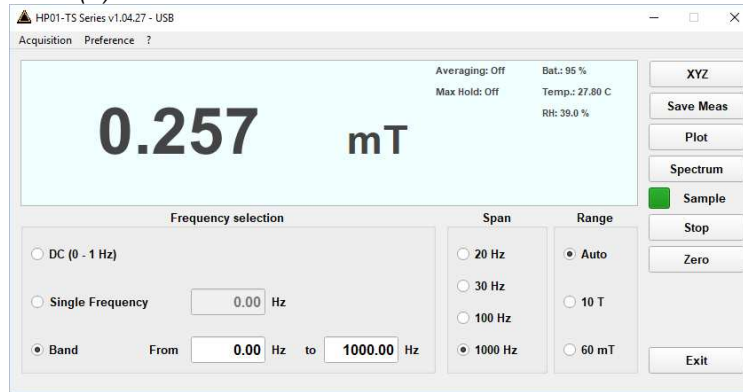 HP01-TS Series v1.04.27 - USB
Acquisition Preference ?
Averaging: Off Bat.: 95 %
Max Hold: Off Temp.: 27.80 C
RH: 39.0 %
0.257 mT
XYZ
Save Meas
Plot
Spectrum
Sample
Stop
Zero
Exit
Frequency selection
DC (0 - 1 Hz)
Single Frequency 0.00 Hz
Band From 0.00 Hz to 1000.00 Hz
Span
20 Hz
30 Hz
100 Hz
1000 Hz
Range
Auto
10 T
60 mT